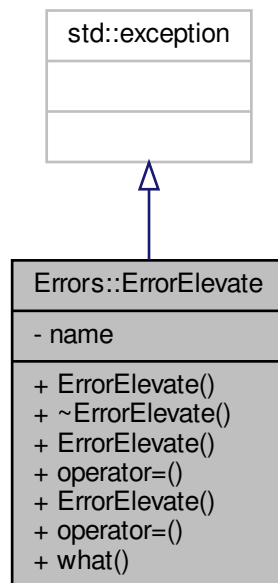 std::exception
Errors::ErrorElevate
- name
+ ErrorElevate()
+ ~ErrorElevate()
+ ErrorElevate()
+ operator=()
+ ErrorElevate()
+ operator=()
+ what()